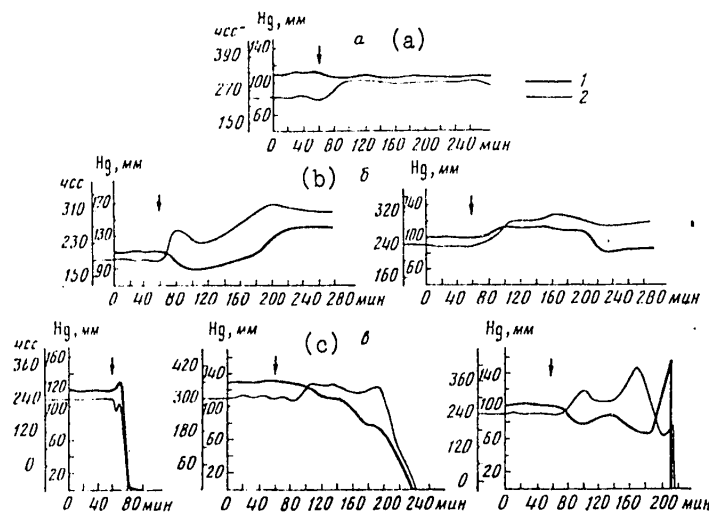 чсс Hg, мм а (a)
390 140
270 100
150 60
0 40 80 120 160 200 240 мин
1
2
чсс Hg, мм (b) б
310 170
230 130
150 90
0 40 80 120 160 200 240 280 мин
Hg, мм
320 140
240 100
160 60
0 40 80 120 160 200 240 280 мин
чсс Hg, мм (c) в
360 160
240 120
100
120 60
0 20
0 40 80 мин
Hg, мм
420 140
300 100
180 60
60 20
0 40 80 120 160 200 240 мин
Hg, мм
360 140
240 100
120 60
0 20
0 40 80 120 160 200 мин